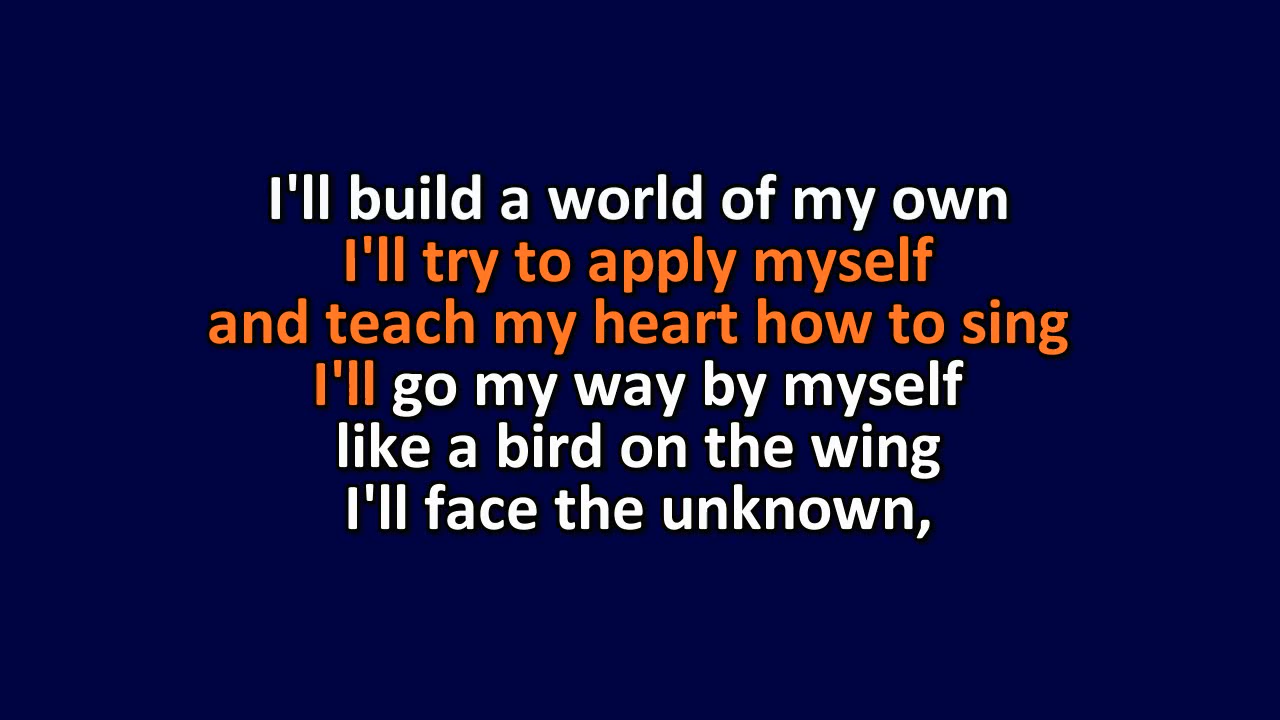 I'll build a world of my own
I'll try to apply myself
and teach my heart how to sing
I'll go my way by myself
like a bird on the wing
I'll face the unknown,